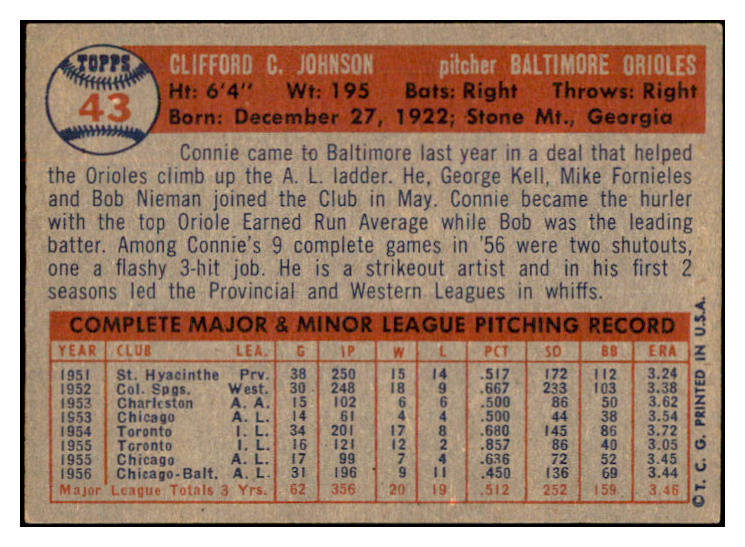 TOPPS
43
CLIFFORD C. JOHNSON pitcher BALTIMORE ORIOLES
Ht: 6'4" Wt: 195 Bats: Right Throws: Right
Born: December 27, 1922; Stone Mt., Georgia
Connie came to Baltimore last year in a deal that helped
the Orioles climb up the A. L. ladder. He, George Kell, Mike Fornieles
and Bob Nieman joined the Club in May. Connie became the hurler
with the top Oriole Earned Run Average while Bob was the leading
batter. Among Connie's 9 complete games in '56 were two shutouts,
one a flashy 3-hit job. He is a strikeout artist and in his first 2
seasons led the Provincial and Western Leagues in whiffs.
COMPLETE MAJOR & MINOR LEAGUE PITCHING RECORD
YEAR CLUB LEA. G IP W L PCT SO BB ERA
1951 St. Hyacinthe Prv. 38 250 15 14 .517 172 112 3.24
1952 Col. Spgs. West. 30 248 18 9 .667 233 103 3.38
1953 Charleston A. A. 15 102 6 6 .500 86 50 3.62
1953 Chicago A. L. 14 61 4 4 .500 44 38 3.54
1954 Toronto I. L. 34 201 17 8 .680 145 86 3.72
1955 Toronto I. L. 16 121 12 2 .857 86 40 3.05
1955 Chicago A. L. 17 99 7 4 .636 72 52 3.45
1956 Chicago-Balt. A. L. 31 196 9 11 .450 136 69 3.44
Major League Totals 3 Yrs. 62 356 20 19 .512 252 159 3.46
© T. C. G. PRINTED IN U.S.A.